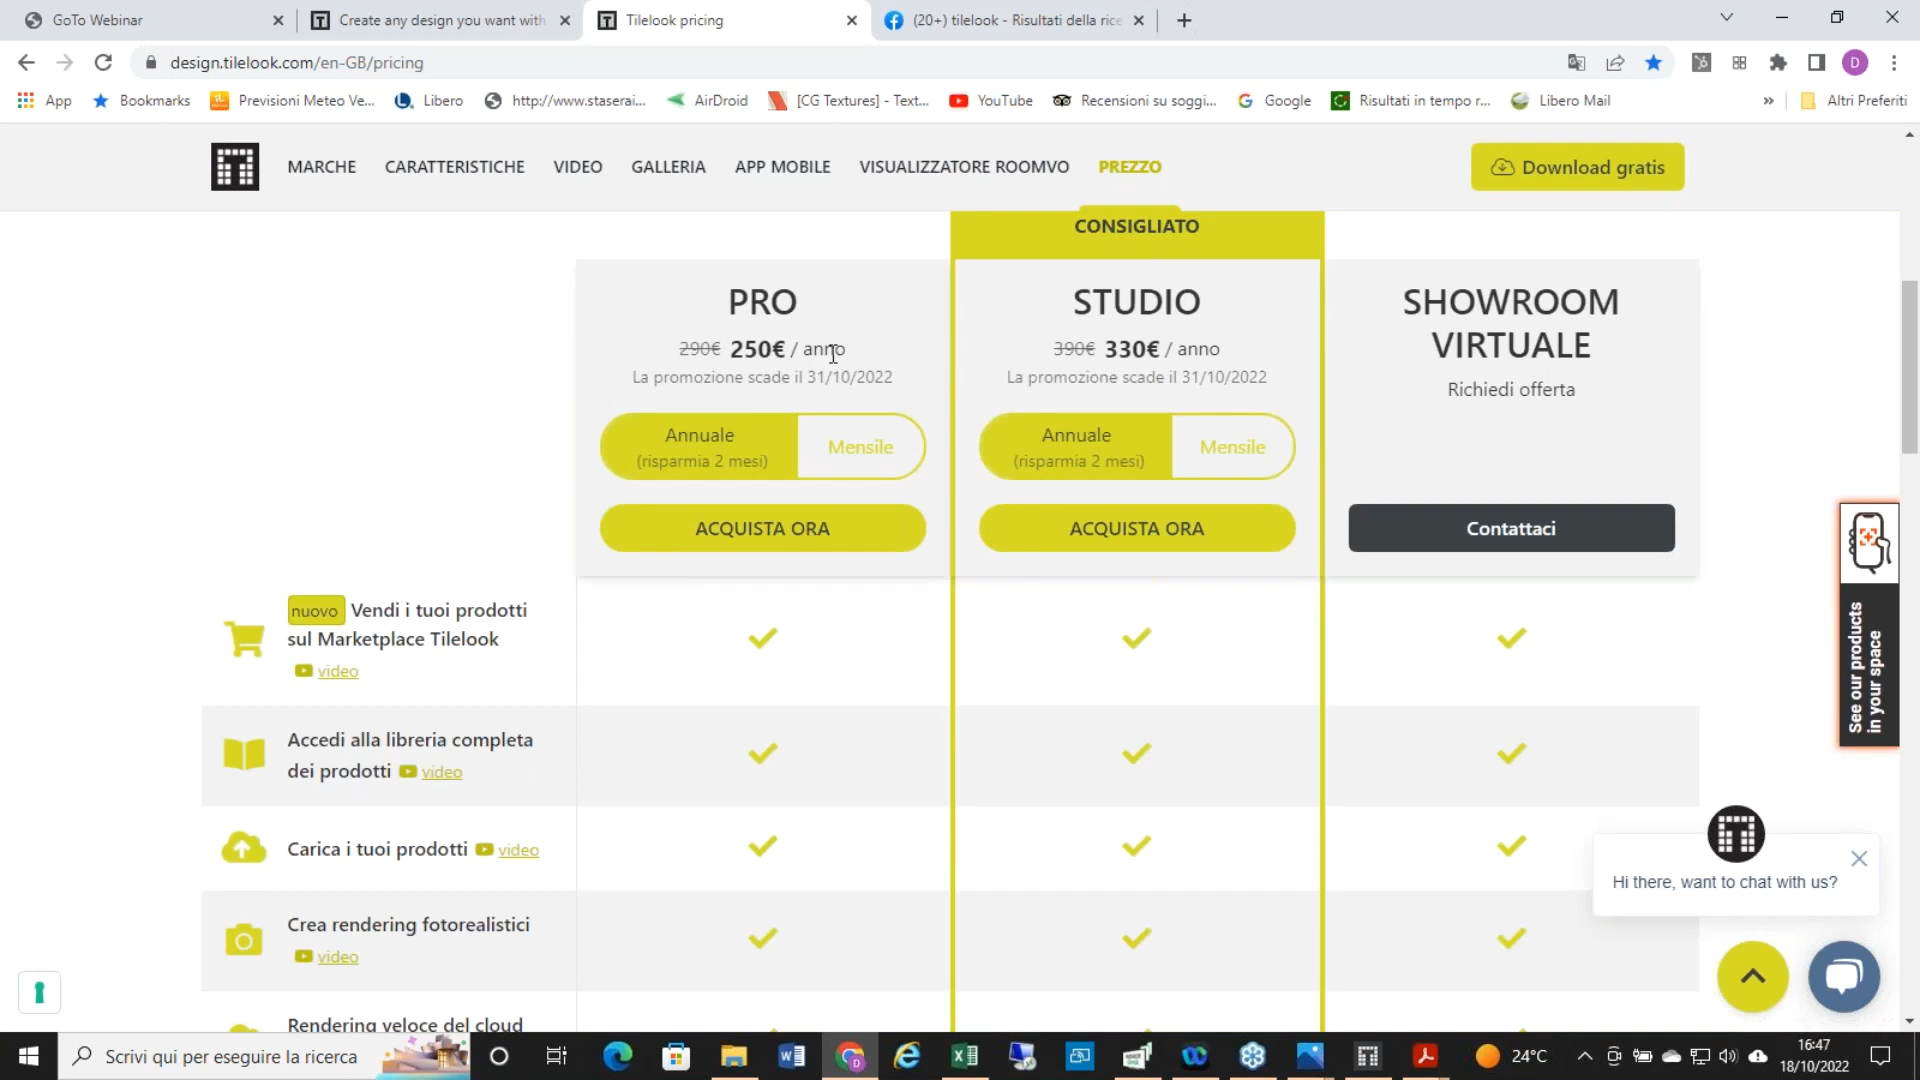 GoTo Webinar
Create any design you want with
Tilelook pricing
(20+) tilelook - Risultati della rice
design.tilelook.com/en-GB/pricing
D
App
Bookmarks
Previsioni Meteo Ve...
Libero
http://www.staserai...
AirDroid
[CG Textures] - Text...
YouTube
Recensioni su soggi...
Google
Risultati in tempo r...
Libero Mail
»
Altri Preferiti
MARCHE
CARATTERISTICHE
VIDEO
GALLERIA
APP MOBILE
VISUALIZZATORE ROOMVO
PREZZO
Download gratis
CONSIGLIATO
PRO
290€ 250€ / anno
La promozione scade il 31/10/2022
Annuale
(risparmia 2 mesi)
Mensile
ACQUISTA ORA
STUDIO
390€ 330€ / anno
La promozione scade il 31/10/2022
Annuale
(risparmia 2 mesi)
Mensile
ACQUISTA ORA
SHOWROOM
VIRTUALE
Richiedi offerta
Contattaci
nuovo Vendi i tuoi prodotti
sul Marketplace Tilelook
video
Accedi alla libreria completa
dei prodotti video
Carica i tuoi prodotti video
Crea rendering fotorealistici
video
Rendering veloce del cloud
See our products
in your space
Hi there, want to chat with us?
Scrivi qui per eseguire la ricerca
24°C
16:47
18/10/2022